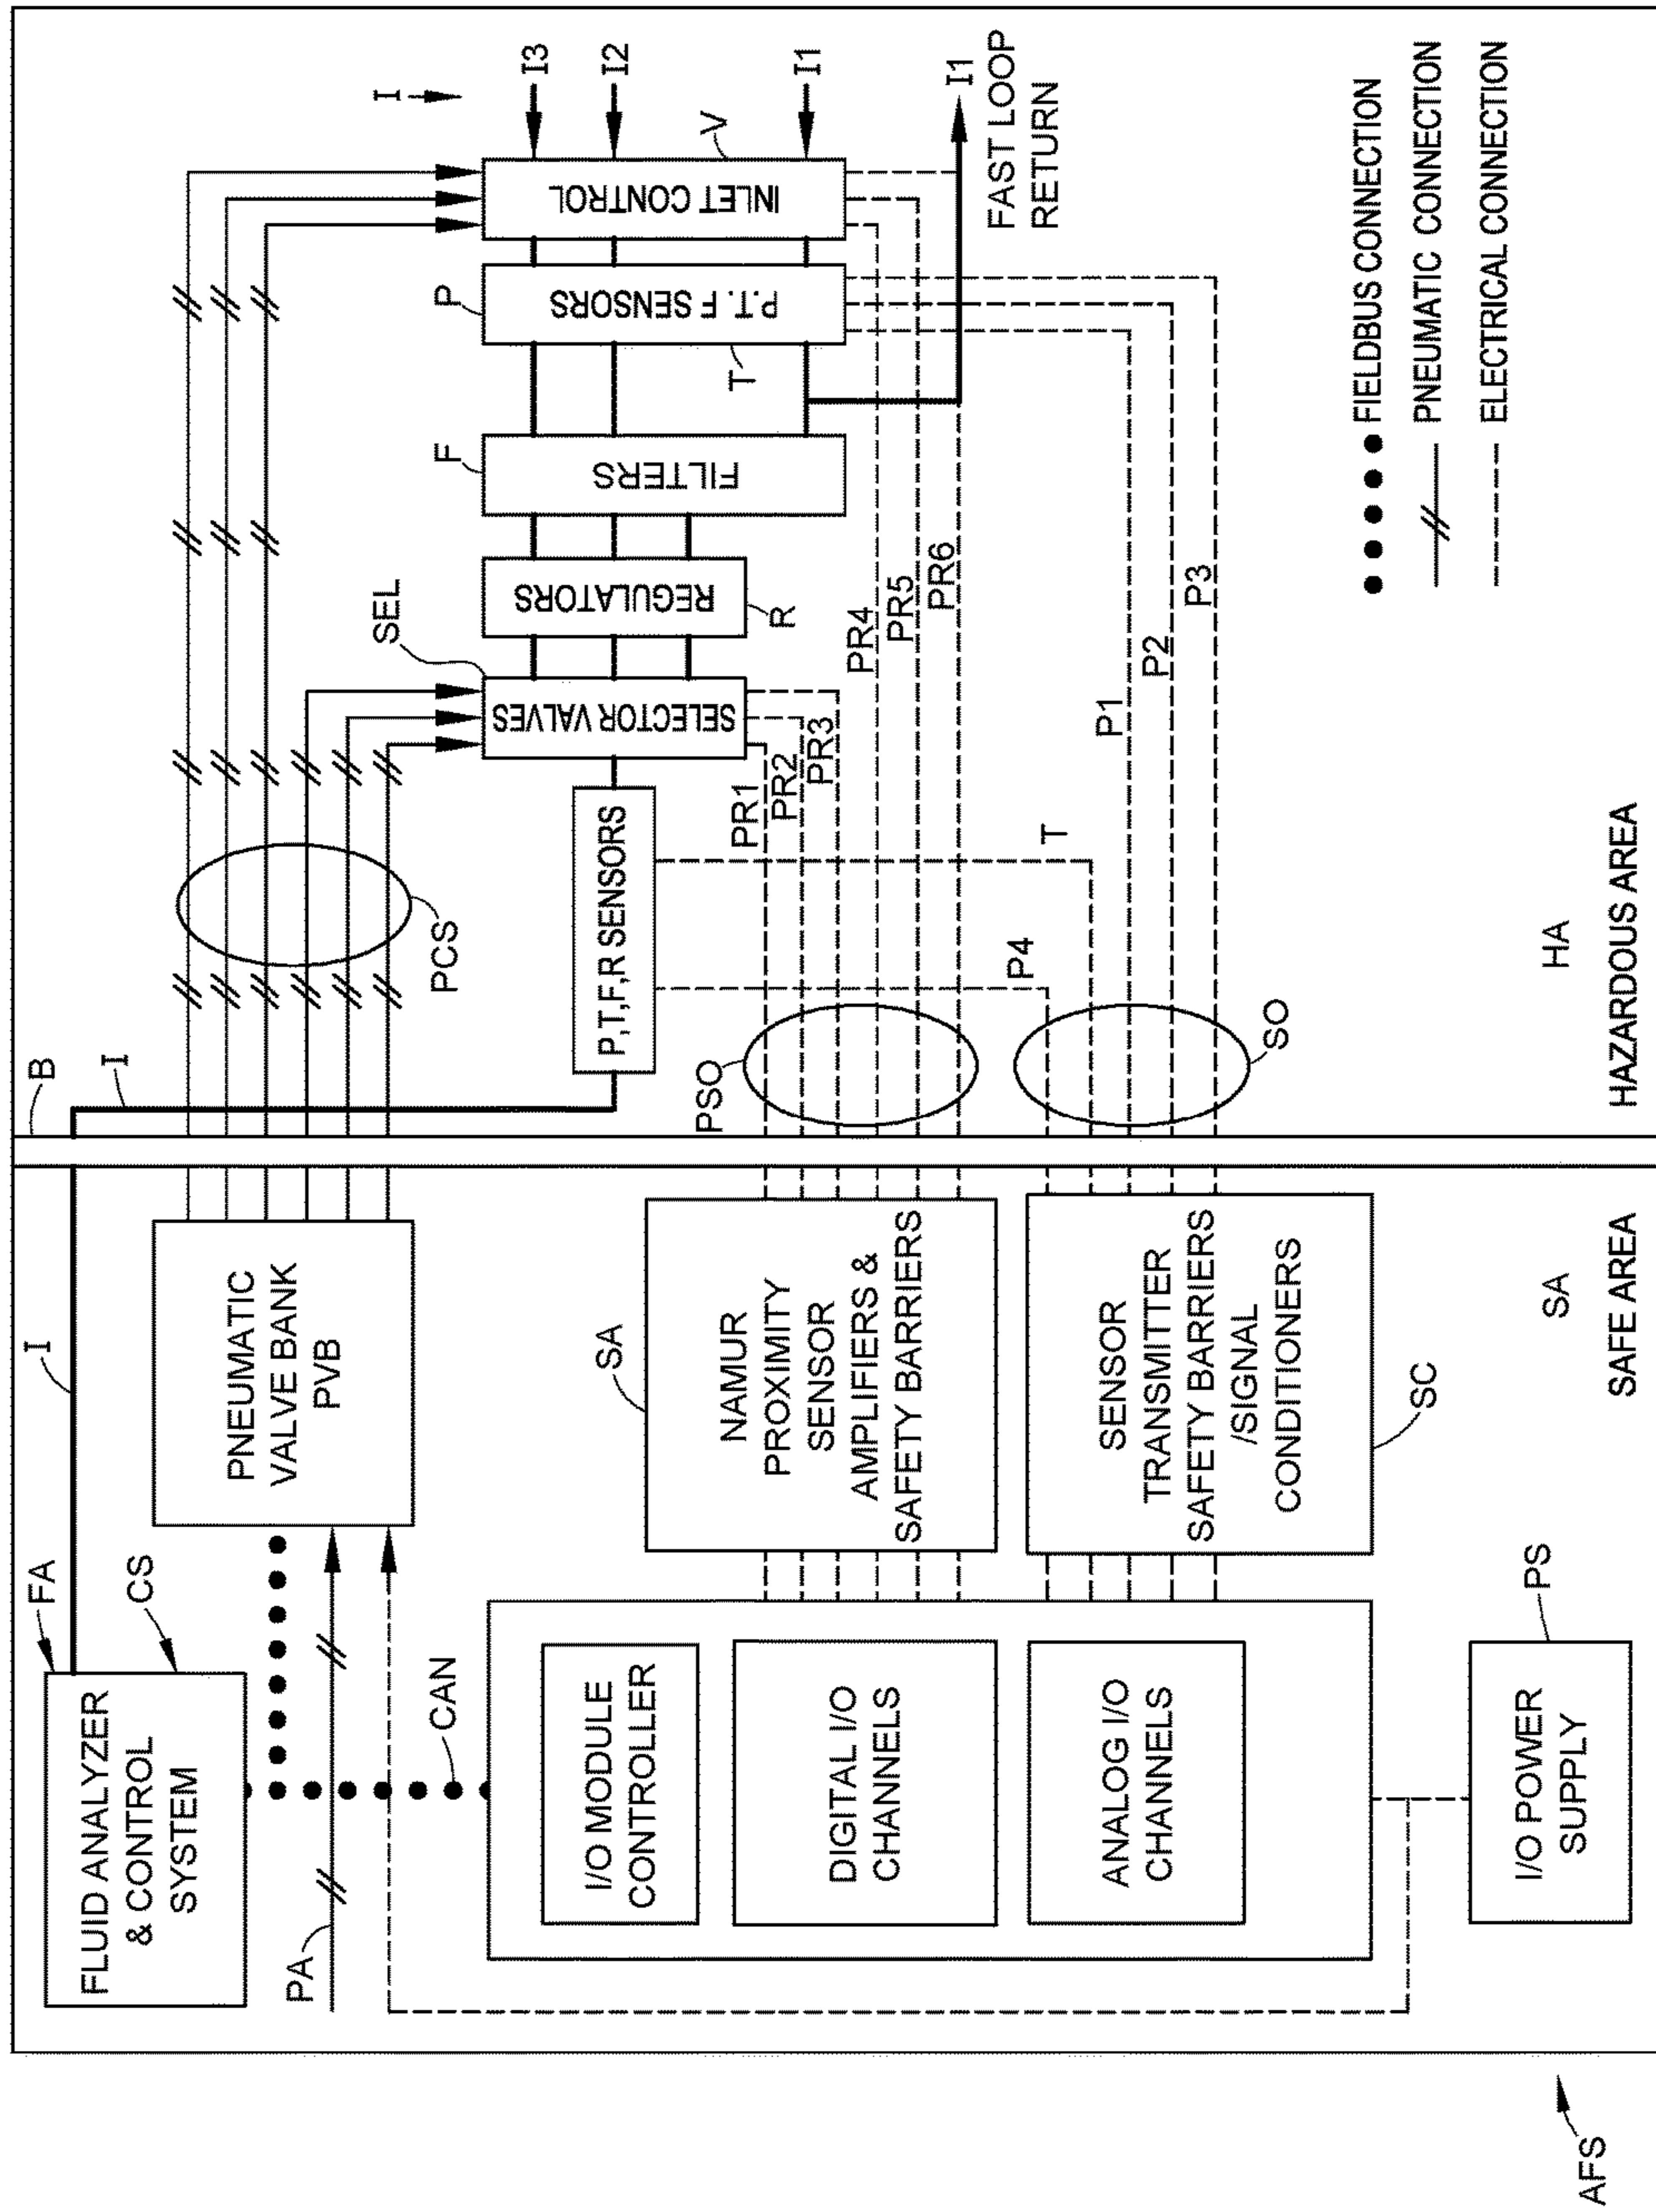 AFS
FA
FLUID ANALYZER
& CONTROL
SYSTEM
CS
I
PA
CAN
PNEUMATIC
VALVE BANK
PVB
I/O MODULE
CONTROLLER
DIGITAL I/O
CHANNELS
ANALOG I/O
CHANNELS
I/O POWER
SUPPLY
PS
SA
NAMUR
PROXIMITY
SENSOR
AMPLIFIERS &
SAFETY BARRIERS
SENSOR
TRANSMITTER
SAFETY BARRIERS
/SIGNAL
CONDITIONERS
SC
SA
SAFE AREA
B
I
PCS
P,T,F,R SENSORS
PSO
SO
P4
T
PR1
PR2
PR3
PR4
PR5
PR6
P1
P2
P3
SEL
SELECTOR VALVES
REGULATORS
R
F
FILTERS
P
P.T. F SENSORS
T
INLET CONTROL
V
I
I3
I2
I1
I1
FAST LOOP
RETURN
FIELDBUS CONNECTION
PNEUMATIC CONNECTION
ELECTRICAL CONNECTION
HA
HAZARDOUS AREA